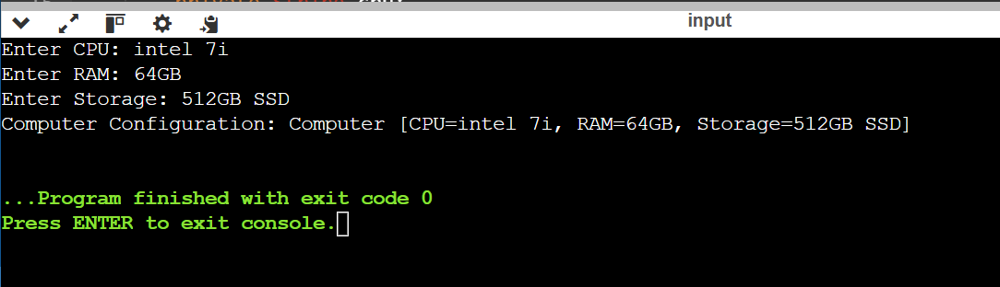 input
Enter CPU: intel 7i
Enter RAM: 64GB
Enter Storage: 512GB SSD
Computer Configuration: Computer [CPU=intel 7i, RAM=64GB, Storage=512GB SSD]
...Program finished with exit code 0
Press ENTER to exit console.